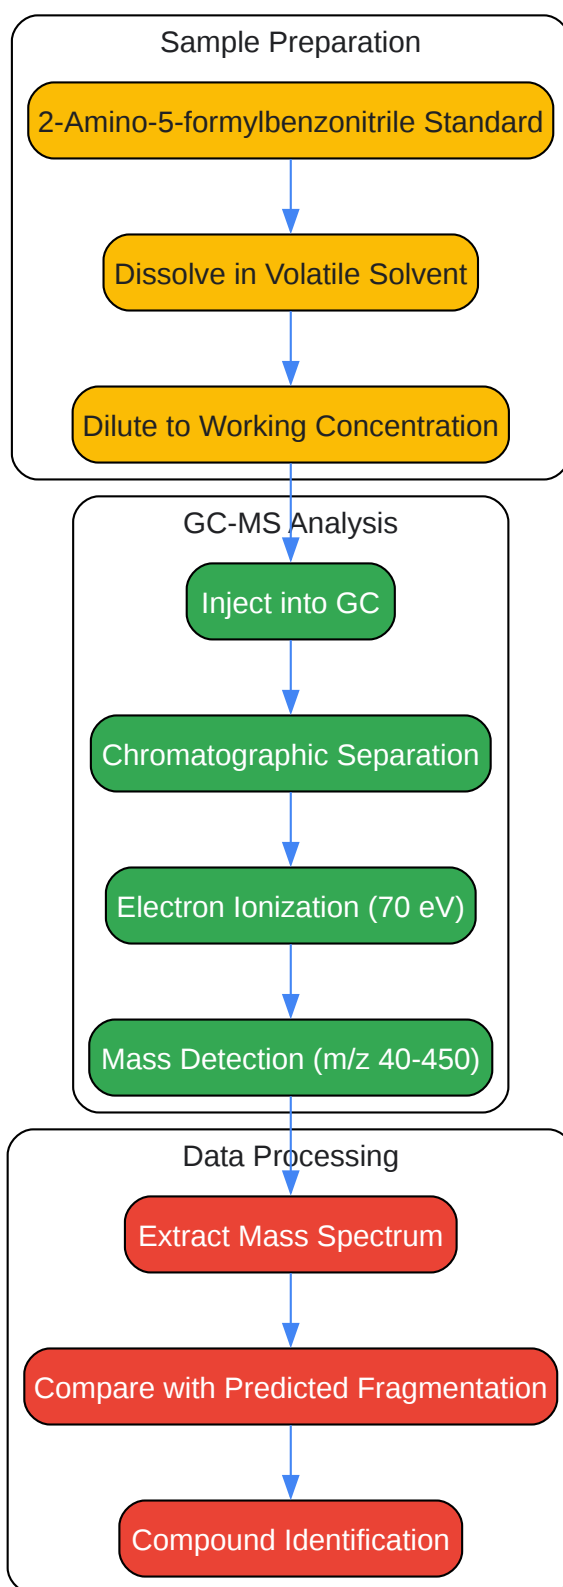 Sample Preparation
2-Amino-5-formylbenzonitrile Standard
Dissolve in Volatile Solvent
Dilute to Working Concentration
GC-MS Analysis
Inject into GC
Chromatographic Separation
Electron Ionization (70 eV)
Mass Detection (m/z 40-450)
Data Processing
Extract Mass Spectrum
Compare with Predicted Fragmentation
Compound Identification